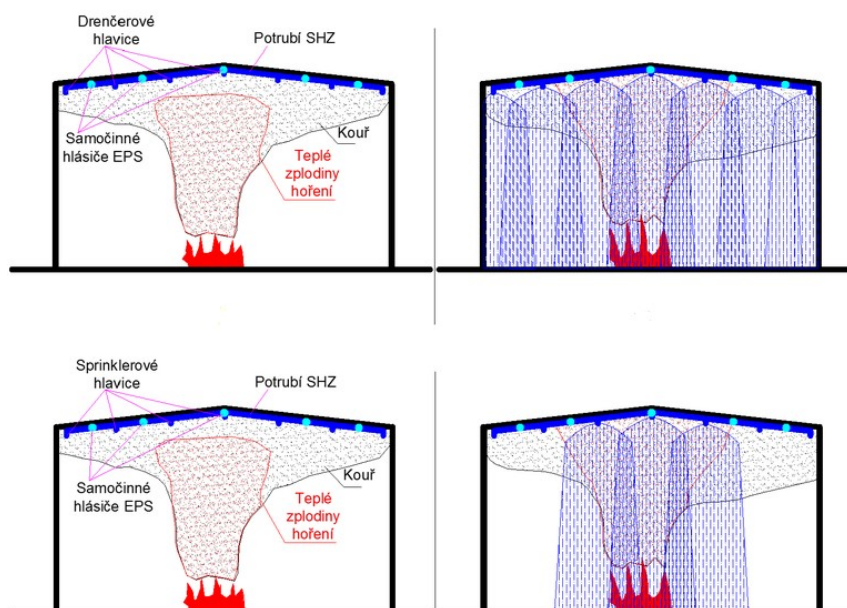 Drenčerové
hlavice
Potrubí SHZ
Samočinné
hlásiče EPS
Kouř
Teplé
zplodiny
hoření
Sprinklerové
hlavice
Potrubí SHZ
Samočinné
hlásiče EPS
Kouř
Teplé
zplodiny
hoření